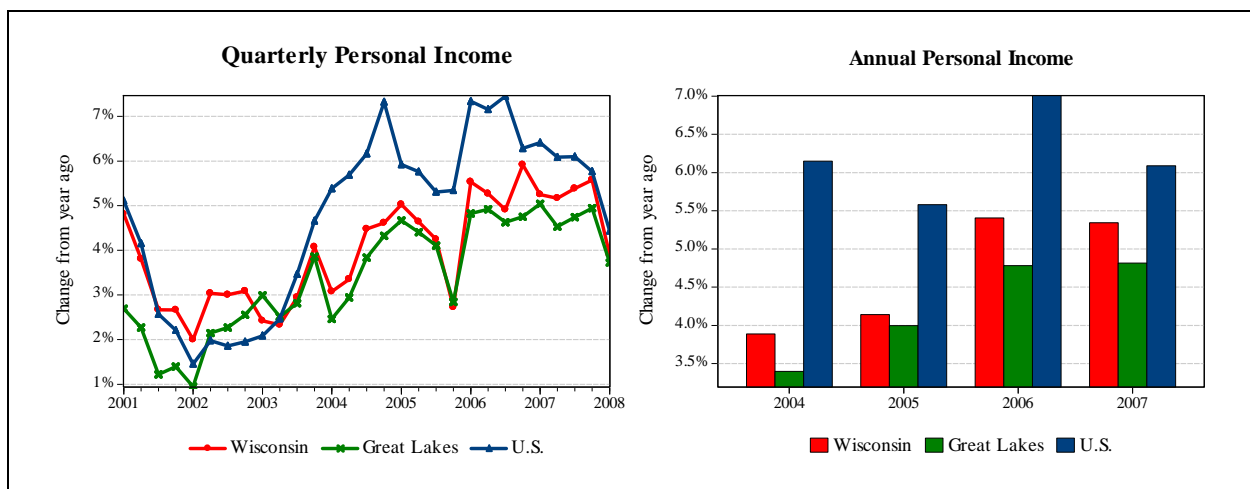 Quarterly Personal Income
Change from year ago
7%
6%
5%
4%
3%
2%
1%
2001 2002 2003 2004 2005 2006 2007 2008
Wisconsin Great Lakes U.S.
Annual Personal Income
Change from year ago
7.0%
6.5%
6.0%
5.5%
5.0%
4.5%
4.0%
3.5%
2004 2005 2006 2007
Wisconsin Great Lakes U.S.